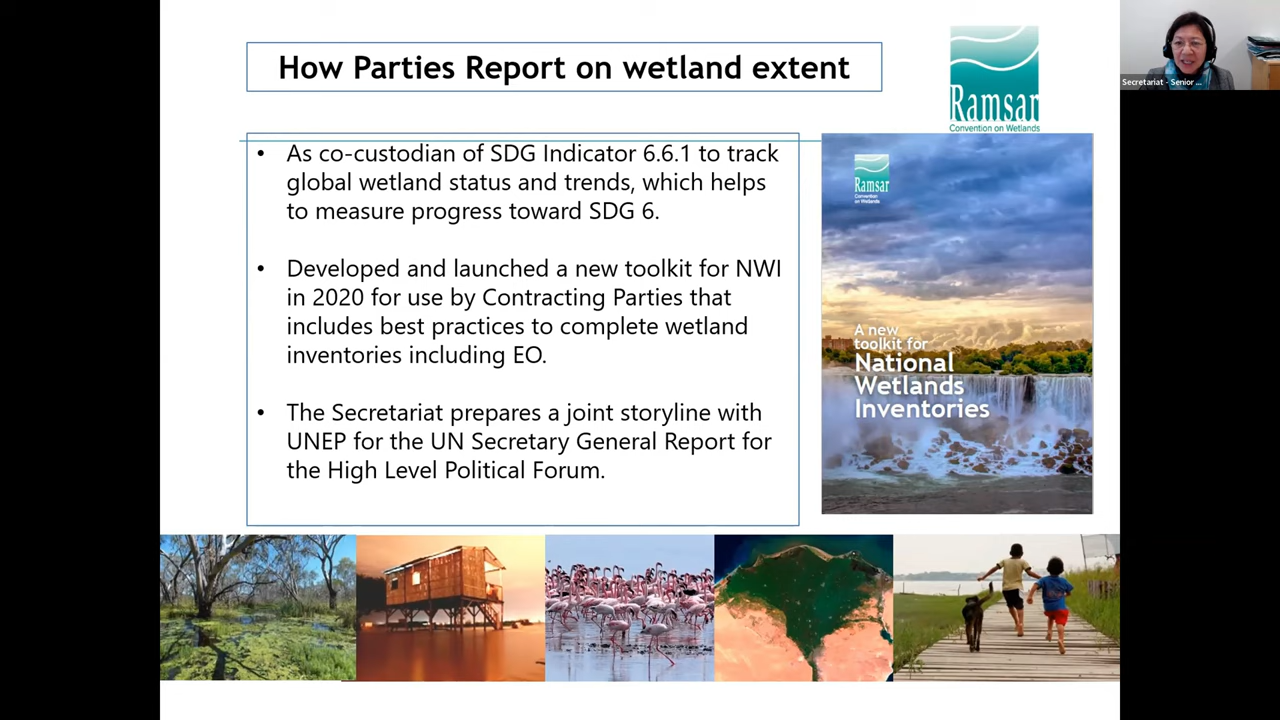 How Parties Report on wetland extent
Ramsar
Convention on Wetlands
Secretariat - Senior ...
• As co-custodian of SDG Indicator 6.6.1 to track
global wetland status and trends, which helps
to measure progress toward SDG 6.
• Developed and launched a new toolkit for NWI
in 2020 for use by Contracting Parties that
includes best practices to complete wetland
inventories including EO.
• The Secretariat prepares a joint storyline with
UNEP for the UN Secretary General Report for
the High Level Political Forum.
Ramsar
Convention
on Wetlands
A new
toolkit for
National
Wetlands
Inventories